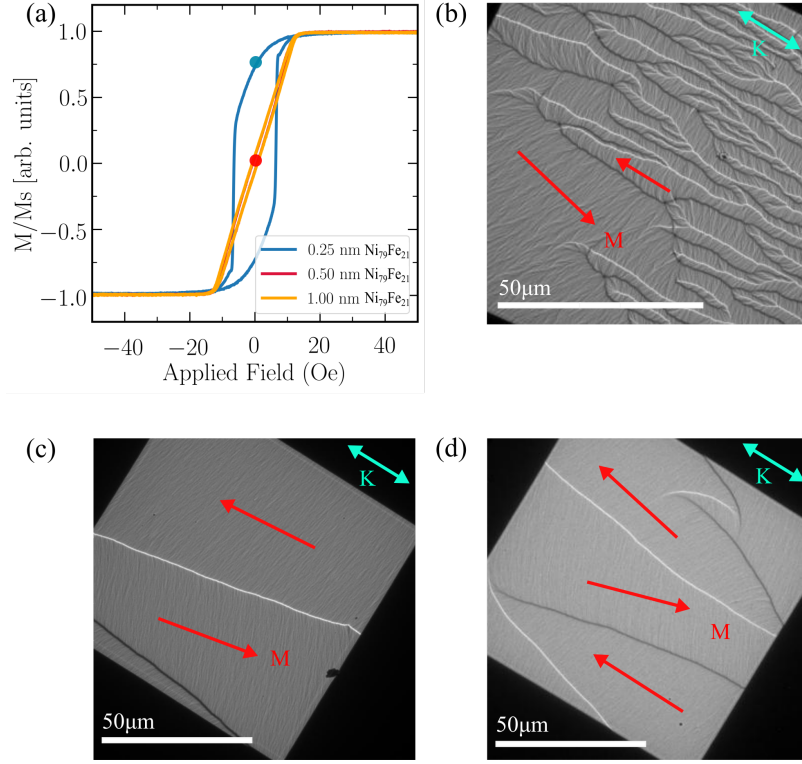 (a)
M/Ms [arb. units]
1.0
0.5
0.0
−0.5
−1.0
0.25 nm Ni₇₉Fe₂₁
0.50 nm Ni₇₉Fe₂₁
1.00 nm Ni₇₉Fe₂₁
−40 −20 0 20 40
Applied Field (Oe)
(b)
K
M
50μm
(c)
K
M
50μm
(d)
K
M
50μm